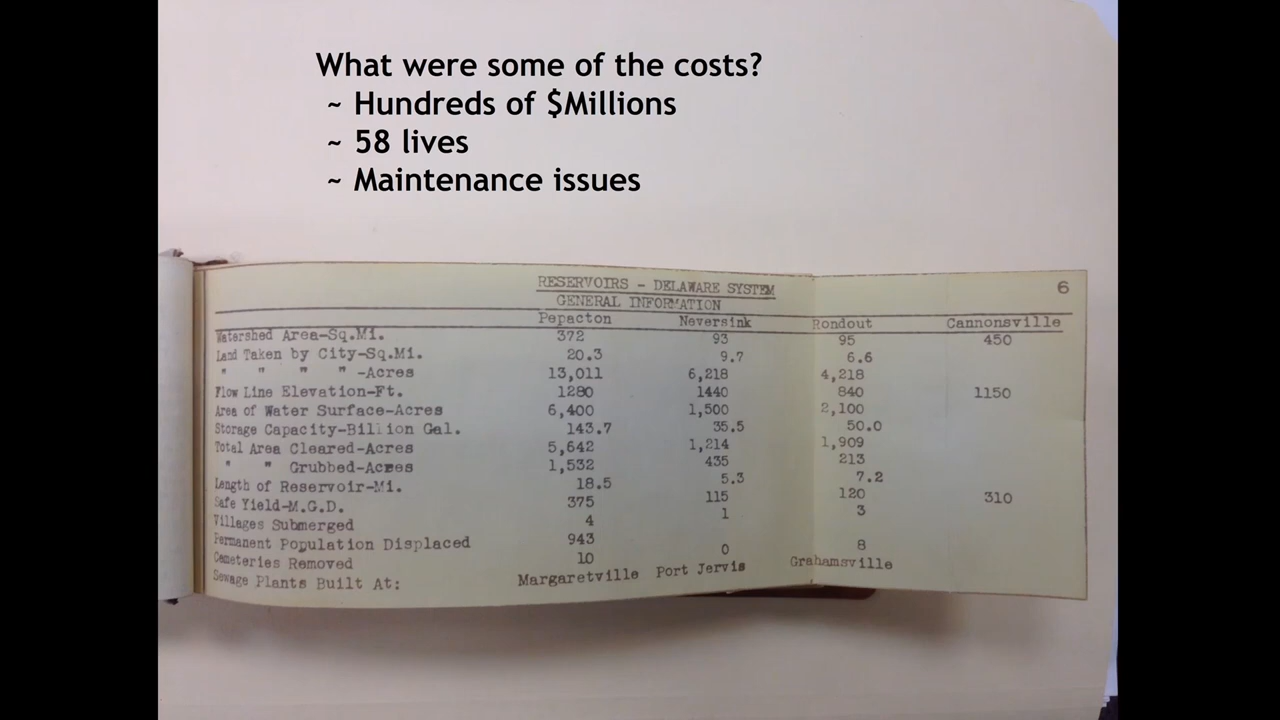 What were some of the costs?
~ Hundreds of $Millions
~ 58 lives
~ Maintenance issues
RESERVOIRS - DELAWARE SYSTEM 6
GENERAL INFORMATION
Pepacton Neversink Rondout Cannonsville
Watershed Area-Sq.Mi. 372 93 95 450
Land Taken by City-Sq.Mi. 20.3 9.7 6.6
" " " " -Acres 13,011 6,218 4,218
Flow Line Elevation-Ft. 1280 1440 840 1150
Area of Water Surface-Acres 6,400 1,500 2,100
Storage Capacity-Billion Gal. 143.7 35.5 50.0
Total Area Cleared-Acres 5,642 1,214 1,909
" " Grubbed-Acres 1,532 435 213
Length of Reservoir-Mi. 18.5 5.3 7.2
Safe Yield-M.G.D. 375 115 120 310
Villages Submerged 4 1 3
Permanent Population Displaced 943
Cemeteries Removed 10 0 8
Sewage Plants Built At: Margaretville Port Jervis Grahamsville